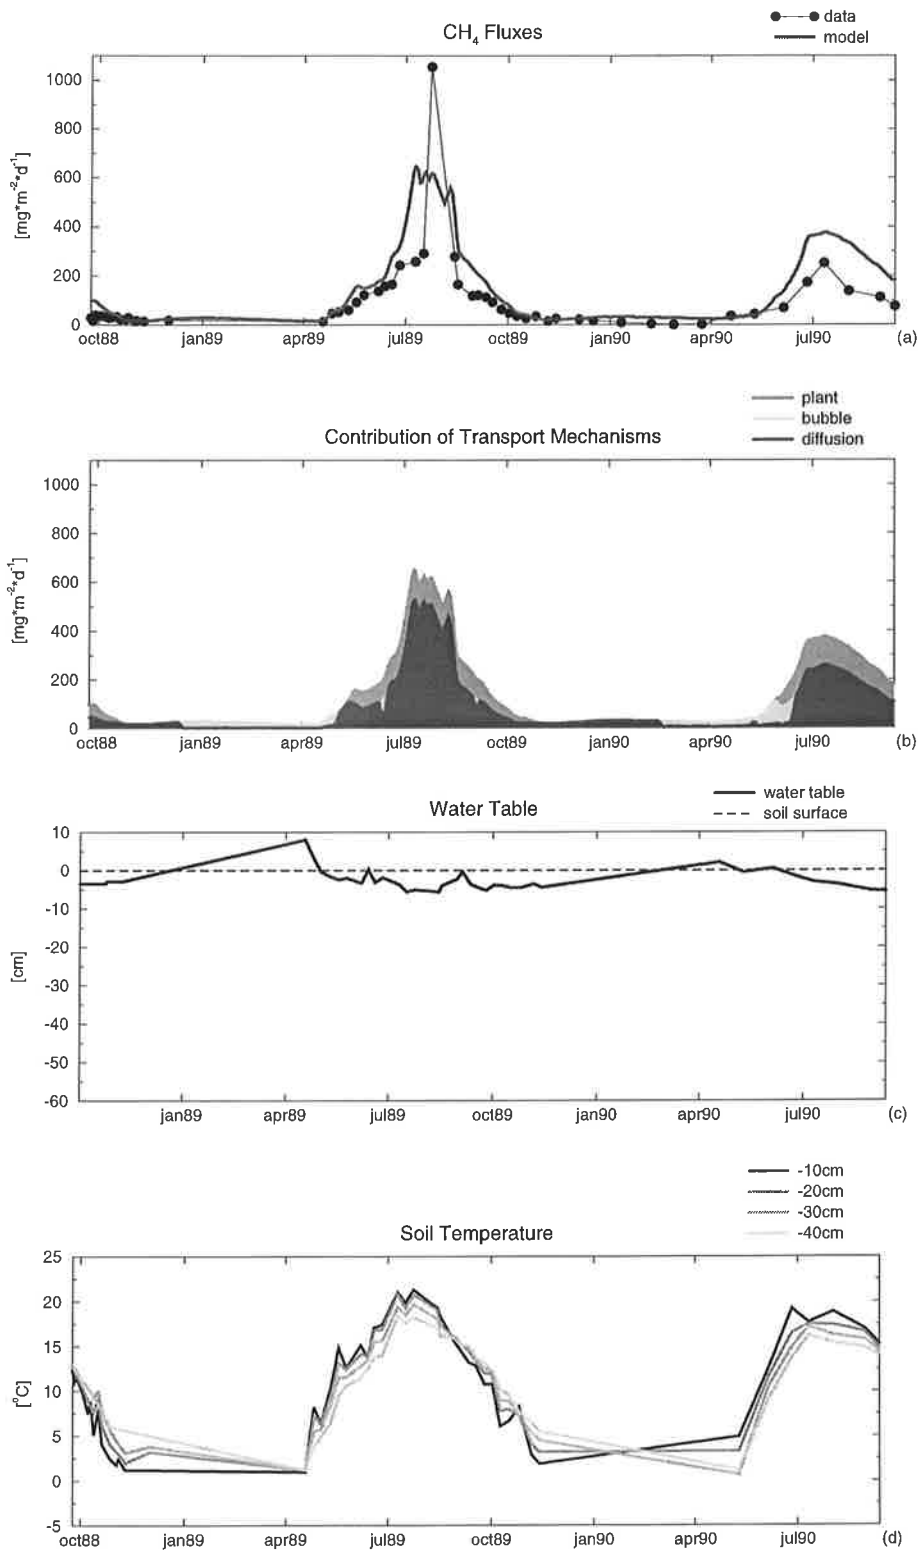 CH4 Fluxes
data
model
1000
800
600
400
200
0
[mg*m-2*d-1]
oct88 jan89 apr89 jul89 oct89 jan90 apr90 jul90 (a)
plant
bubble
diffusion
Contribution of Transport Mechanisms
1000
800
600
400
200
0
[mg*m-2*d-1]
oct88 jan89 apr89 jul89 oct89 jan90 apr90 jul90 (b)
water table
soil surface
Water Table
10
0
-10
-20
-30
-40
-50
-60
[cm]
jan89 apr89 jul89 oct89 jan90 apr90 jul90 (c)
-10cm
-20cm
-30cm
-40cm
Soil Temperature
25
20
15
10
5
0
-5
[°C]
oct88 jan89 apr89 jul89 oct89 jan90 apr90 jul90 (d)